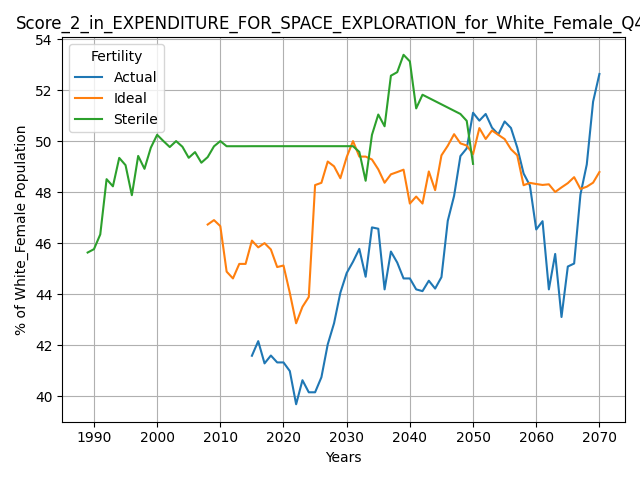 Score_2_in_EXPENDITURE_FOR_SPACE_EXPLORATION_for_White_Female_Q4
Fertility
Actual
Ideal
Sterile
% of White_Female Population
54
52
50
48
46
44
42
40
1990 2000 2010 2020 2030 2040 2050 2060 2070
Years